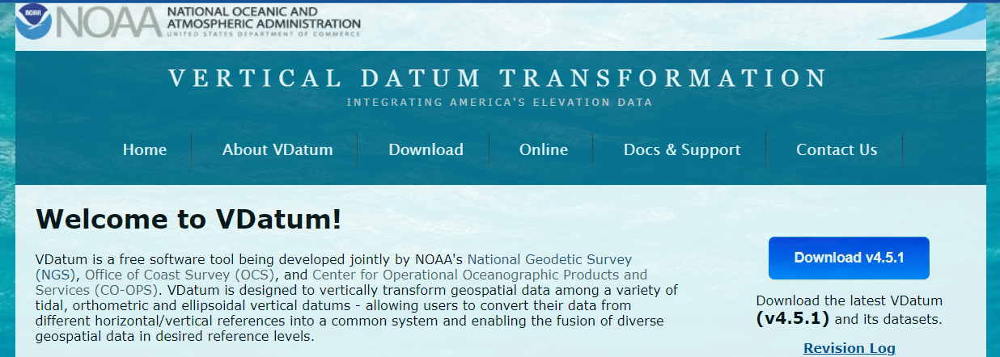 NOAA
NOAA
NATIONAL OCEANIC AND
ATMOSPHERIC ADMINISTRATION
UNITED STATES DEPARTMENT OF COMMERCE
VERTICAL DATUM TRANSFORMATION
INTEGRATING AMERICA'S ELEVATION DATA
Home About VDatum Download Online Docs & Support Contact Us
Welcome to VDatum!
VDatum is a free software tool being developed jointly by NOAA's National Geodetic Survey
(NGS), Office of Coast Survey (OCS), and Center for Operational Oceanographic Products and
Services (CO-OPS). VDatum is designed to vertically transform geospatial data among a variety of
tidal, orthometric and ellipsoidal vertical datums - allowing users to convert their data from
different horizontal/vertical references into a common system and enabling the fusion of diverse
geospatial data in desired reference levels.
Download v4.5.1
Download the latest VDatum
(v4.5.1) and its datasets.
Revision Log